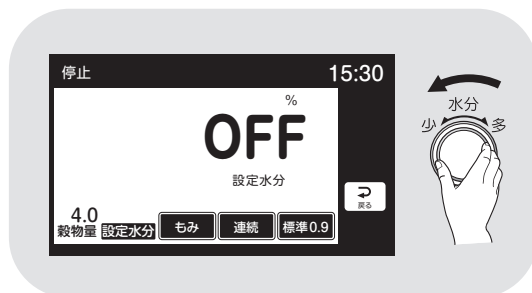 停止 15:30
%
OFF
設定水分
戻る
4.0
穀物量 設定水分 もみ 連続 標準0.9
水分
少 多